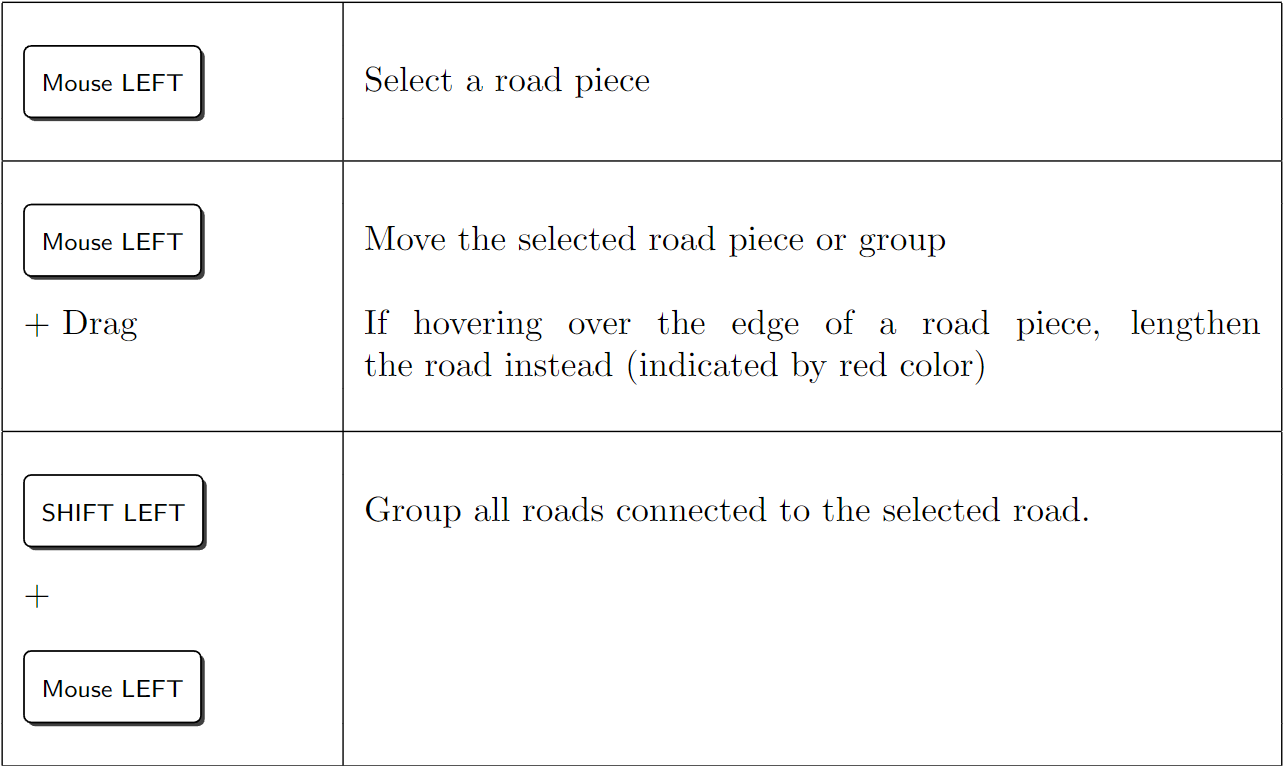 Mouse LEFT
Select a road piece
Mouse LEFT
+ Drag
Move the selected road piece or group
If hovering over the edge of a road piece, lengthen
the road instead (indicated by red color)
SHIFT LEFT
+
Mouse LEFT
Group all roads connected to the selected road.